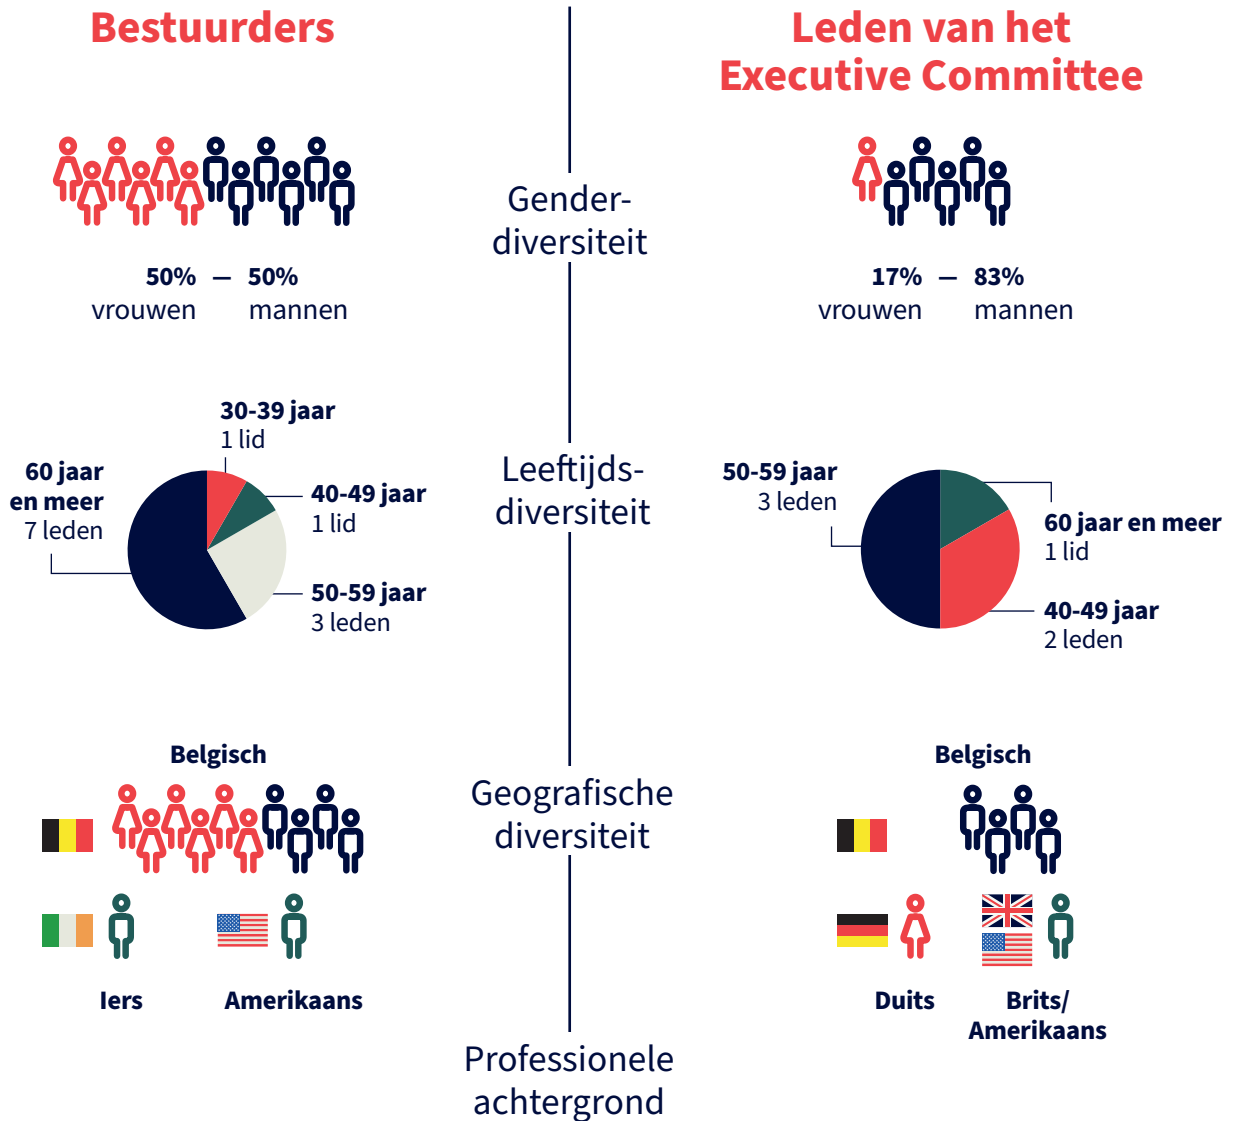 Bestuurders
Leden van het
Executive Committee
Gender-
diversiteit
50% — 50%
vrouwen mannen
17% — 83%
vrouwen mannen
Leeftijds-
diversiteit
30-39 jaar
1 lid
60 jaar
en meer
7 leden
40-49 jaar
1 lid
50-59 jaar
3 leden
50-59 jaar
3 leden
60 jaar en meer
1 lid
40-49 jaar
2 leden
Geografische
diversiteit
Belgisch
Iers
Amerikaans
Belgisch
Duits
Brits/
Amerikaans
Professionele
achtergrond